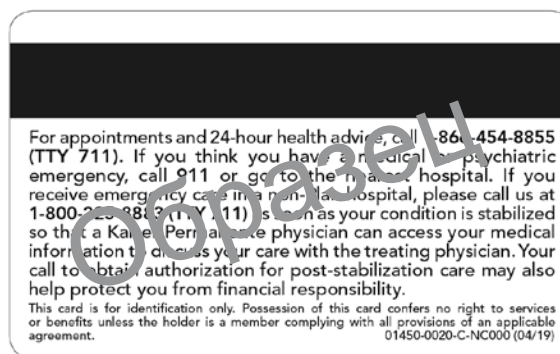 For appointments and 24-hour health advice, call 1-866-454-8855
(TTY 711). If you think you have a medical or psychiatric
emergency, call 911 or go to the nearest hospital. If you
receive emergency care in a non-Plan hospital, please call us at
1-800-225-8883 (TTY 711) as soon as your condition is stabilized
so that a Kaiser Permanente physician can access your medical
information to discuss your care with the treating physician. Your
call to obtain authorization for post-stabilization care may also
help protect you from financial responsibility.
This card is for identification only. Possession of this card confers no right to services
or benefits unless the holder is a member complying with all provisions of an applicable
agreement. 01450-0020-C-NC000 (04/19)
Образец